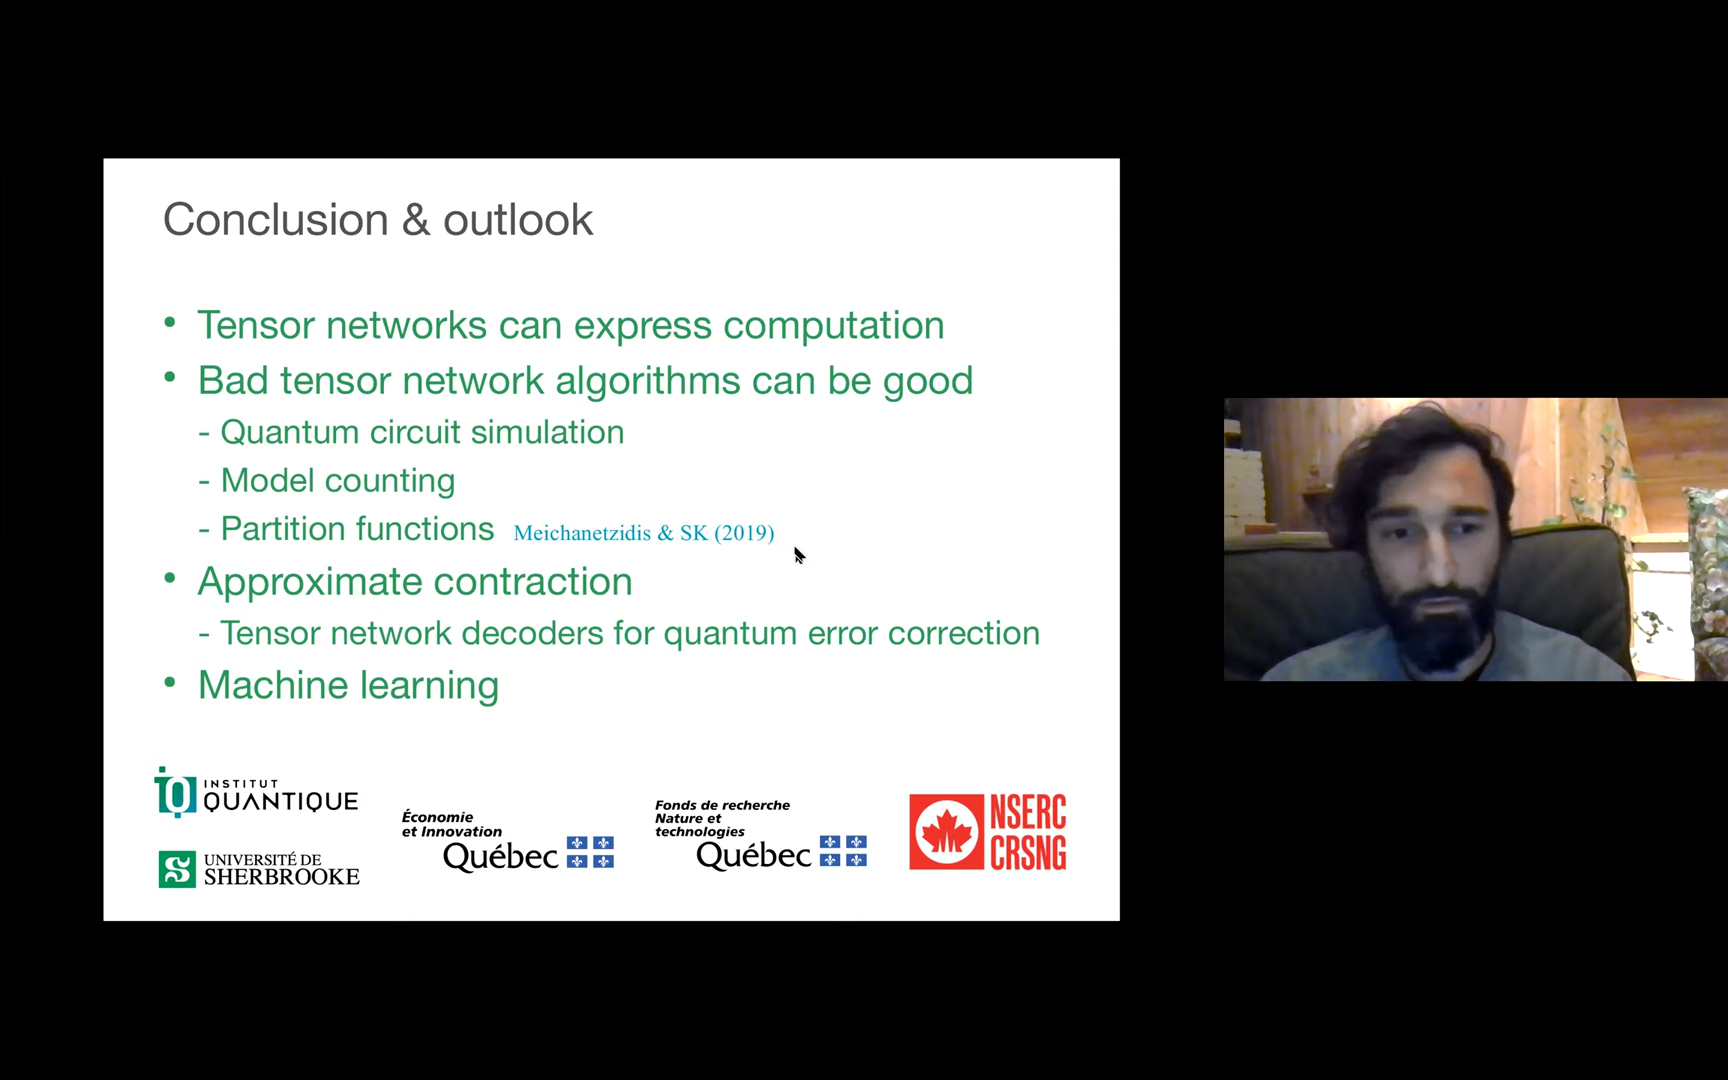 Conclusion & outlook
• Tensor networks can express computation
• Bad tensor network algorithms can be good
- Quantum circuit simulation
- Model counting
- Partition functions Meichanetzidis & SK (2019)
• Approximate contraction
- Tensor network decoders for quantum error correction
• Machine learning
iQ INSTITUT
QUANTIQUE
UNIVERSITÉ DE
SHERBROOKE
Économie
et Innovation
Québec
Fonds de recherche
Nature et
technologies
Québec
NSERC
CRSNG